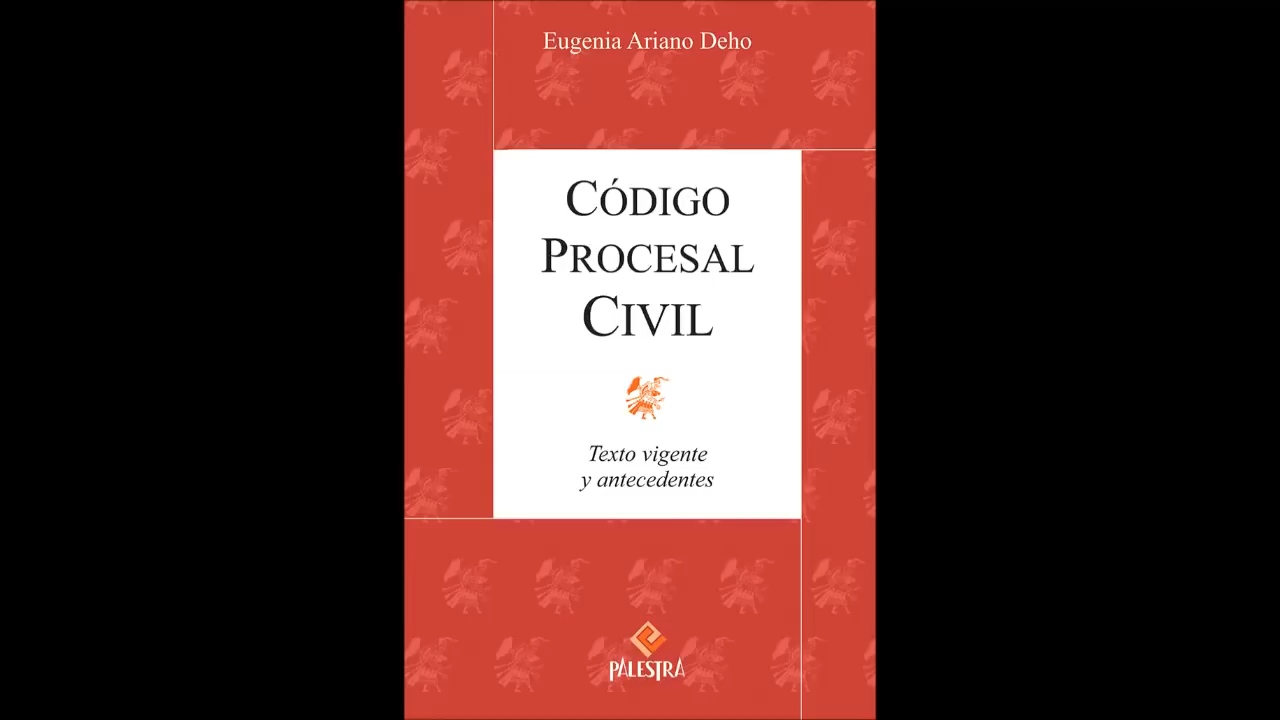 Eugenia Ariano Deho
CÓDIGO
PROCESAL
CIVIL
Texto vigente
y antecedentes
PALESTRA